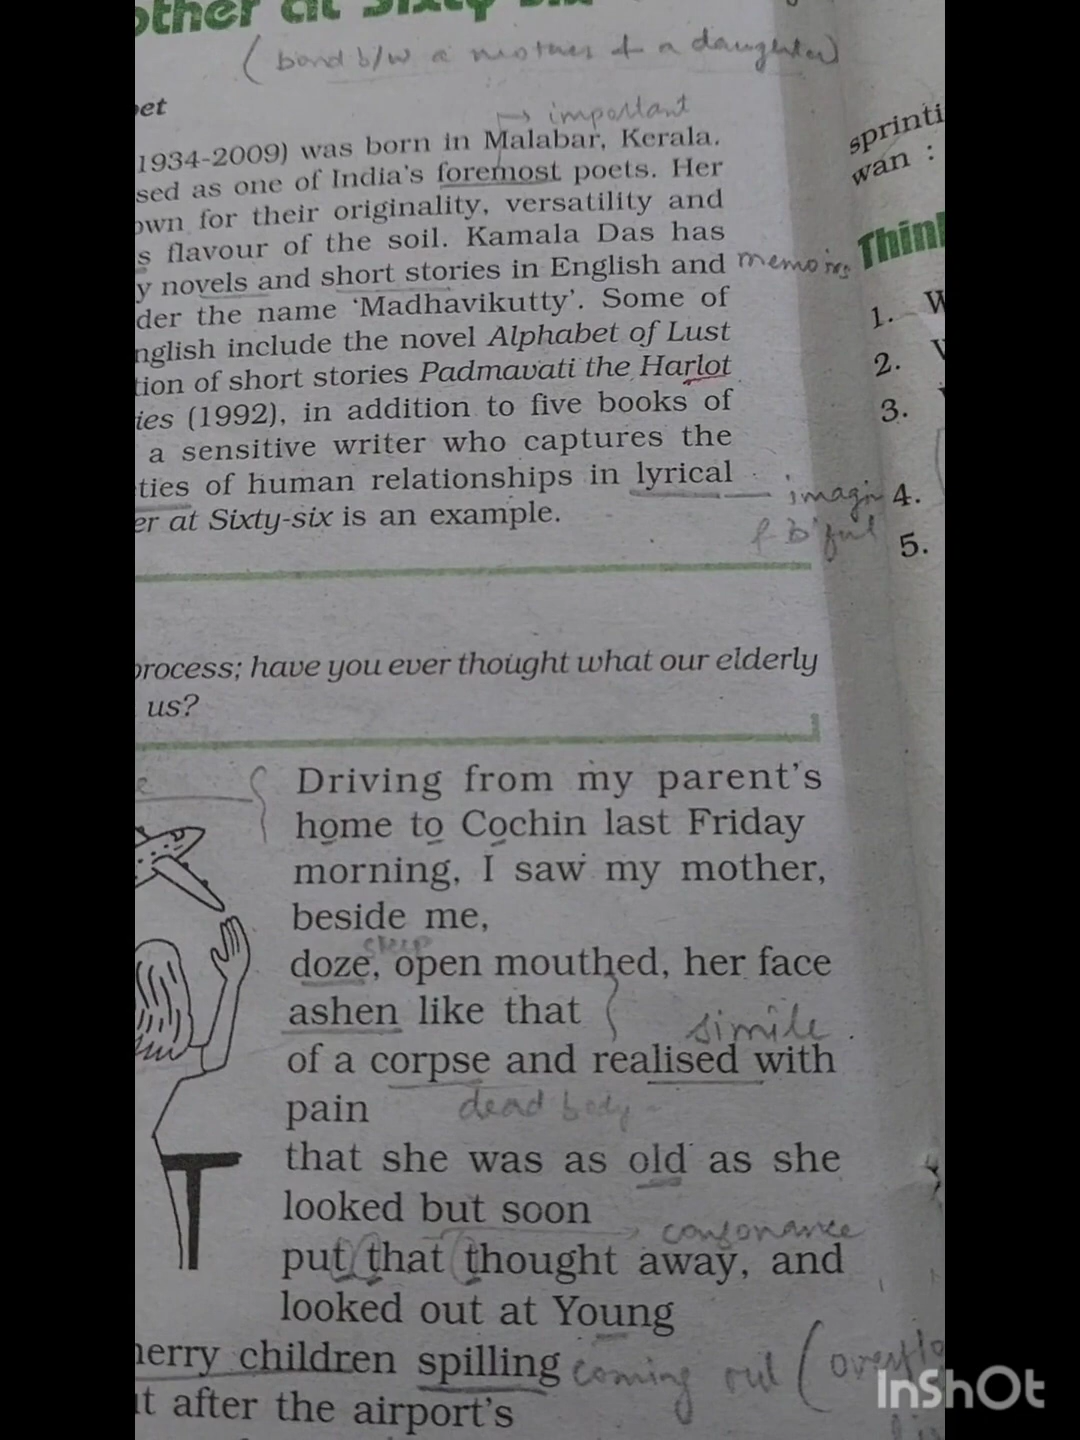 other at Sixty-six
(bond b/w a mother & a daughter)
important
1934-2009) was born in Malabar, Kerala.
sed as one of India's foremost poets. Her
own for their originality, versatility and
s flavour of the soil. Kamala Das has
y novels and short stories in English and memoirs
der the name 'Madhavikutty'. Some of
nglish include the novel Alphabet of Lust
tion of short stories Padmavati the Harlot
ies (1992), in addition to five books of
a sensitive writer who captures the
ties of human relationships in lyrical
er at Sixty-six is an example.
imagin
& b'ful
process; have you ever thought what our elderly
us?
Driving from my parent's
home to Cochin last Friday
morning, I saw my mother,
beside me,
sleep
doze, open mouthed, her face
ashen like that
simile
of a corpse and realised with
pain
dead body
that she was as old as she
looked but soon
consonance
put that thought away, and
looked out at Young
merry children spilling coming out (overflo
t after the airport's
sprinti
wan :
Think
1. W
2. W
3.
4.
5.
InShOt